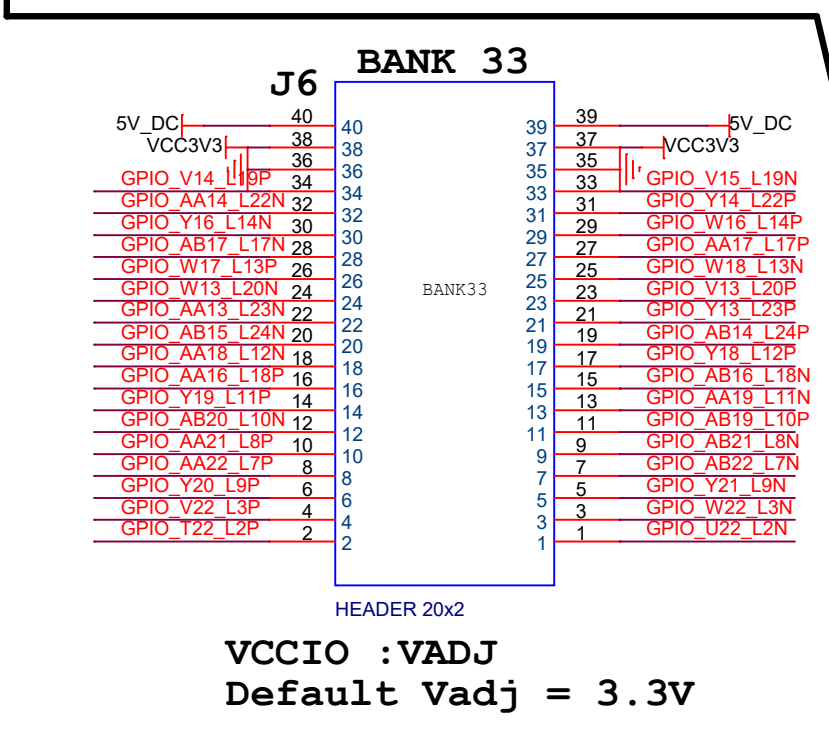 BANK 33
J6
5V_DC 40 40 39 39 5V_DC
VCC3V3 38 38 37 37 VCC3V3
36 36 35 35
GPIO_V14_L19P 34 34 33 33 GPIO_V15_L19N
GPIO_AA14_L22N 32 32 31 31 GPIO_Y14_L22P
GPIO_Y16_L14N 30 30 29 29 GPIO_W16_L14P
GPIO_AB17_L17N 28 28 27 27 GPIO_AA17_L17P
GPIO_W17_L13P 26 26 25 25 GPIO_W18_L13N
BANK33
GPIO_W13_L20N 24 24 23 23 GPIO_V13_L20P
GPIO_AA13_L23N 22 22 21 21 GPIO_Y13_L23P
GPIO_AB15_L24N 20 20 19 19 GPIO_AB14_L24P
GPIO_AA18_L12N 18 18 17 17 GPIO_Y18_L12P
GPIO_AA16_L18P 16 16 15 15 GPIO_AB16_L18N
GPIO_Y19_L11P 14 14 13 13 GPIO_AA19_L11N
GPIO_AB20_L10N 12 12 11 11 GPIO_AB19_L10P
GPIO_AA21_L8P 10 10 9 9 GPIO_AB21_L8N
GPIO_AA22_L7P 8 8 7 7 GPIO_AB22_L7N
GPIO_Y20_L9P 6 6 5 5 GPIO_Y21_L9N
GPIO_V22_L3P 4 4 3 3 GPIO_W22_L3N
GPIO_T22_L2P 2 2 1 1 GPIO_U22_L2N
HEADER 20x2
VCCIO :VADJ
Default Vadj = 3.3V